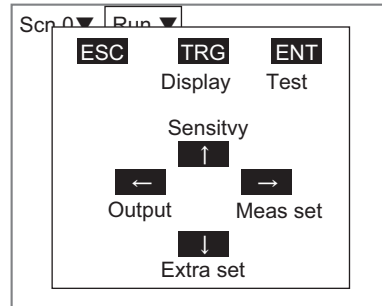 Scn 0▼ Run ▼
ESC TRG ENT
Display Test
Sensitvy
↑
← →
Output Meas set
↓
Extra set